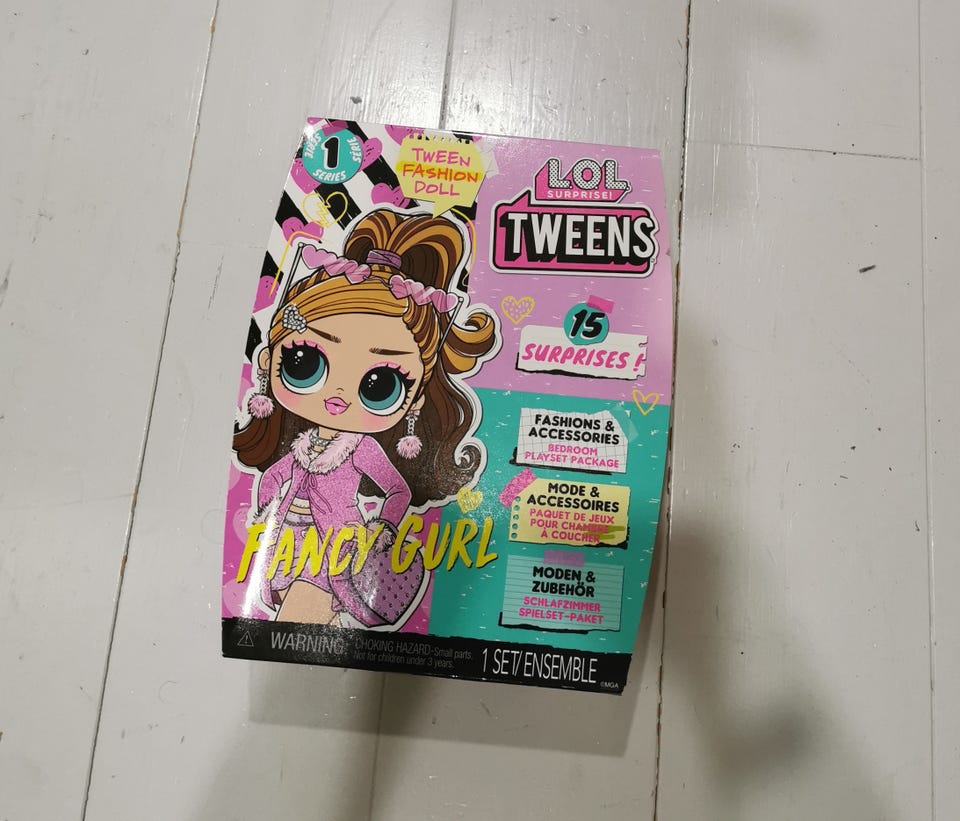 SÉRIE
1
SERIES
SERIE
TWEEN
FASHION
DOLL
LOL
SURPRISE!
TWEENS
15
SURPRISES!
FASHIONS &
ACCESSORIES
BEDROOM
PLAYSET PACKAGE
MODE &
ACCESSOIRES
PAQUET DE JEUX
POUR CHAMBRE
À COUCHER
MODEN &
ZUBEHÖR
SCHLAFZIMMER
SPIELSET-PAKET
FANCY GURL
WARNING: CHOKING HAZARD-Small parts.
Not for children under 3 years.
1 SET/ENSEMBLE
©MGA